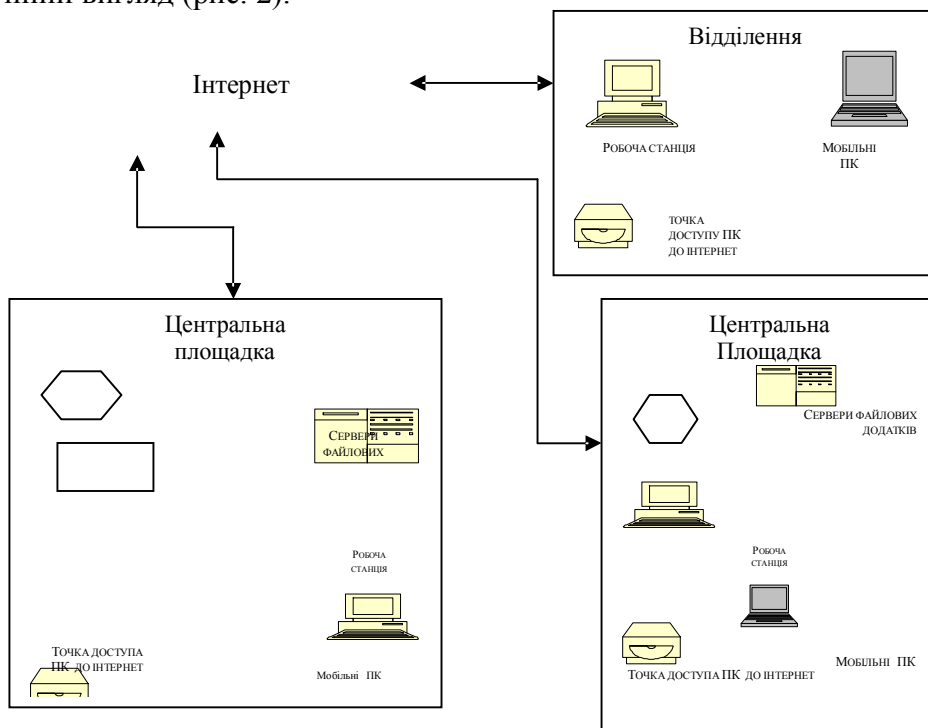 вигляд (рис. 2).
Інтернет
Відділення
РОБОЧА СТАНЦІЯ
МОБІЛЬНІ
ПК
ТОЧКА
ДОСТУПУ ПК
ДО ІНТЕРНЕТ
Центральна
площадка
СЕРВЕРИ
ФАЙЛОВИХ
РОБОЧА
СТАНЦІЯ
ТОЧКА ДОСТУПА
ПК ДО ІНТЕРНЕТ
Мобільні ПК
Центральна
Площадка
СЕРВЕРИ ФАЙЛОВИХ
ДОДАТКІВ
РОБОЧА
СТАНЦІЯ
ТОЧКА ДОСТУПА ПК ДО ІНТЕРНЕТ
МОБІЛЬНІ ПК